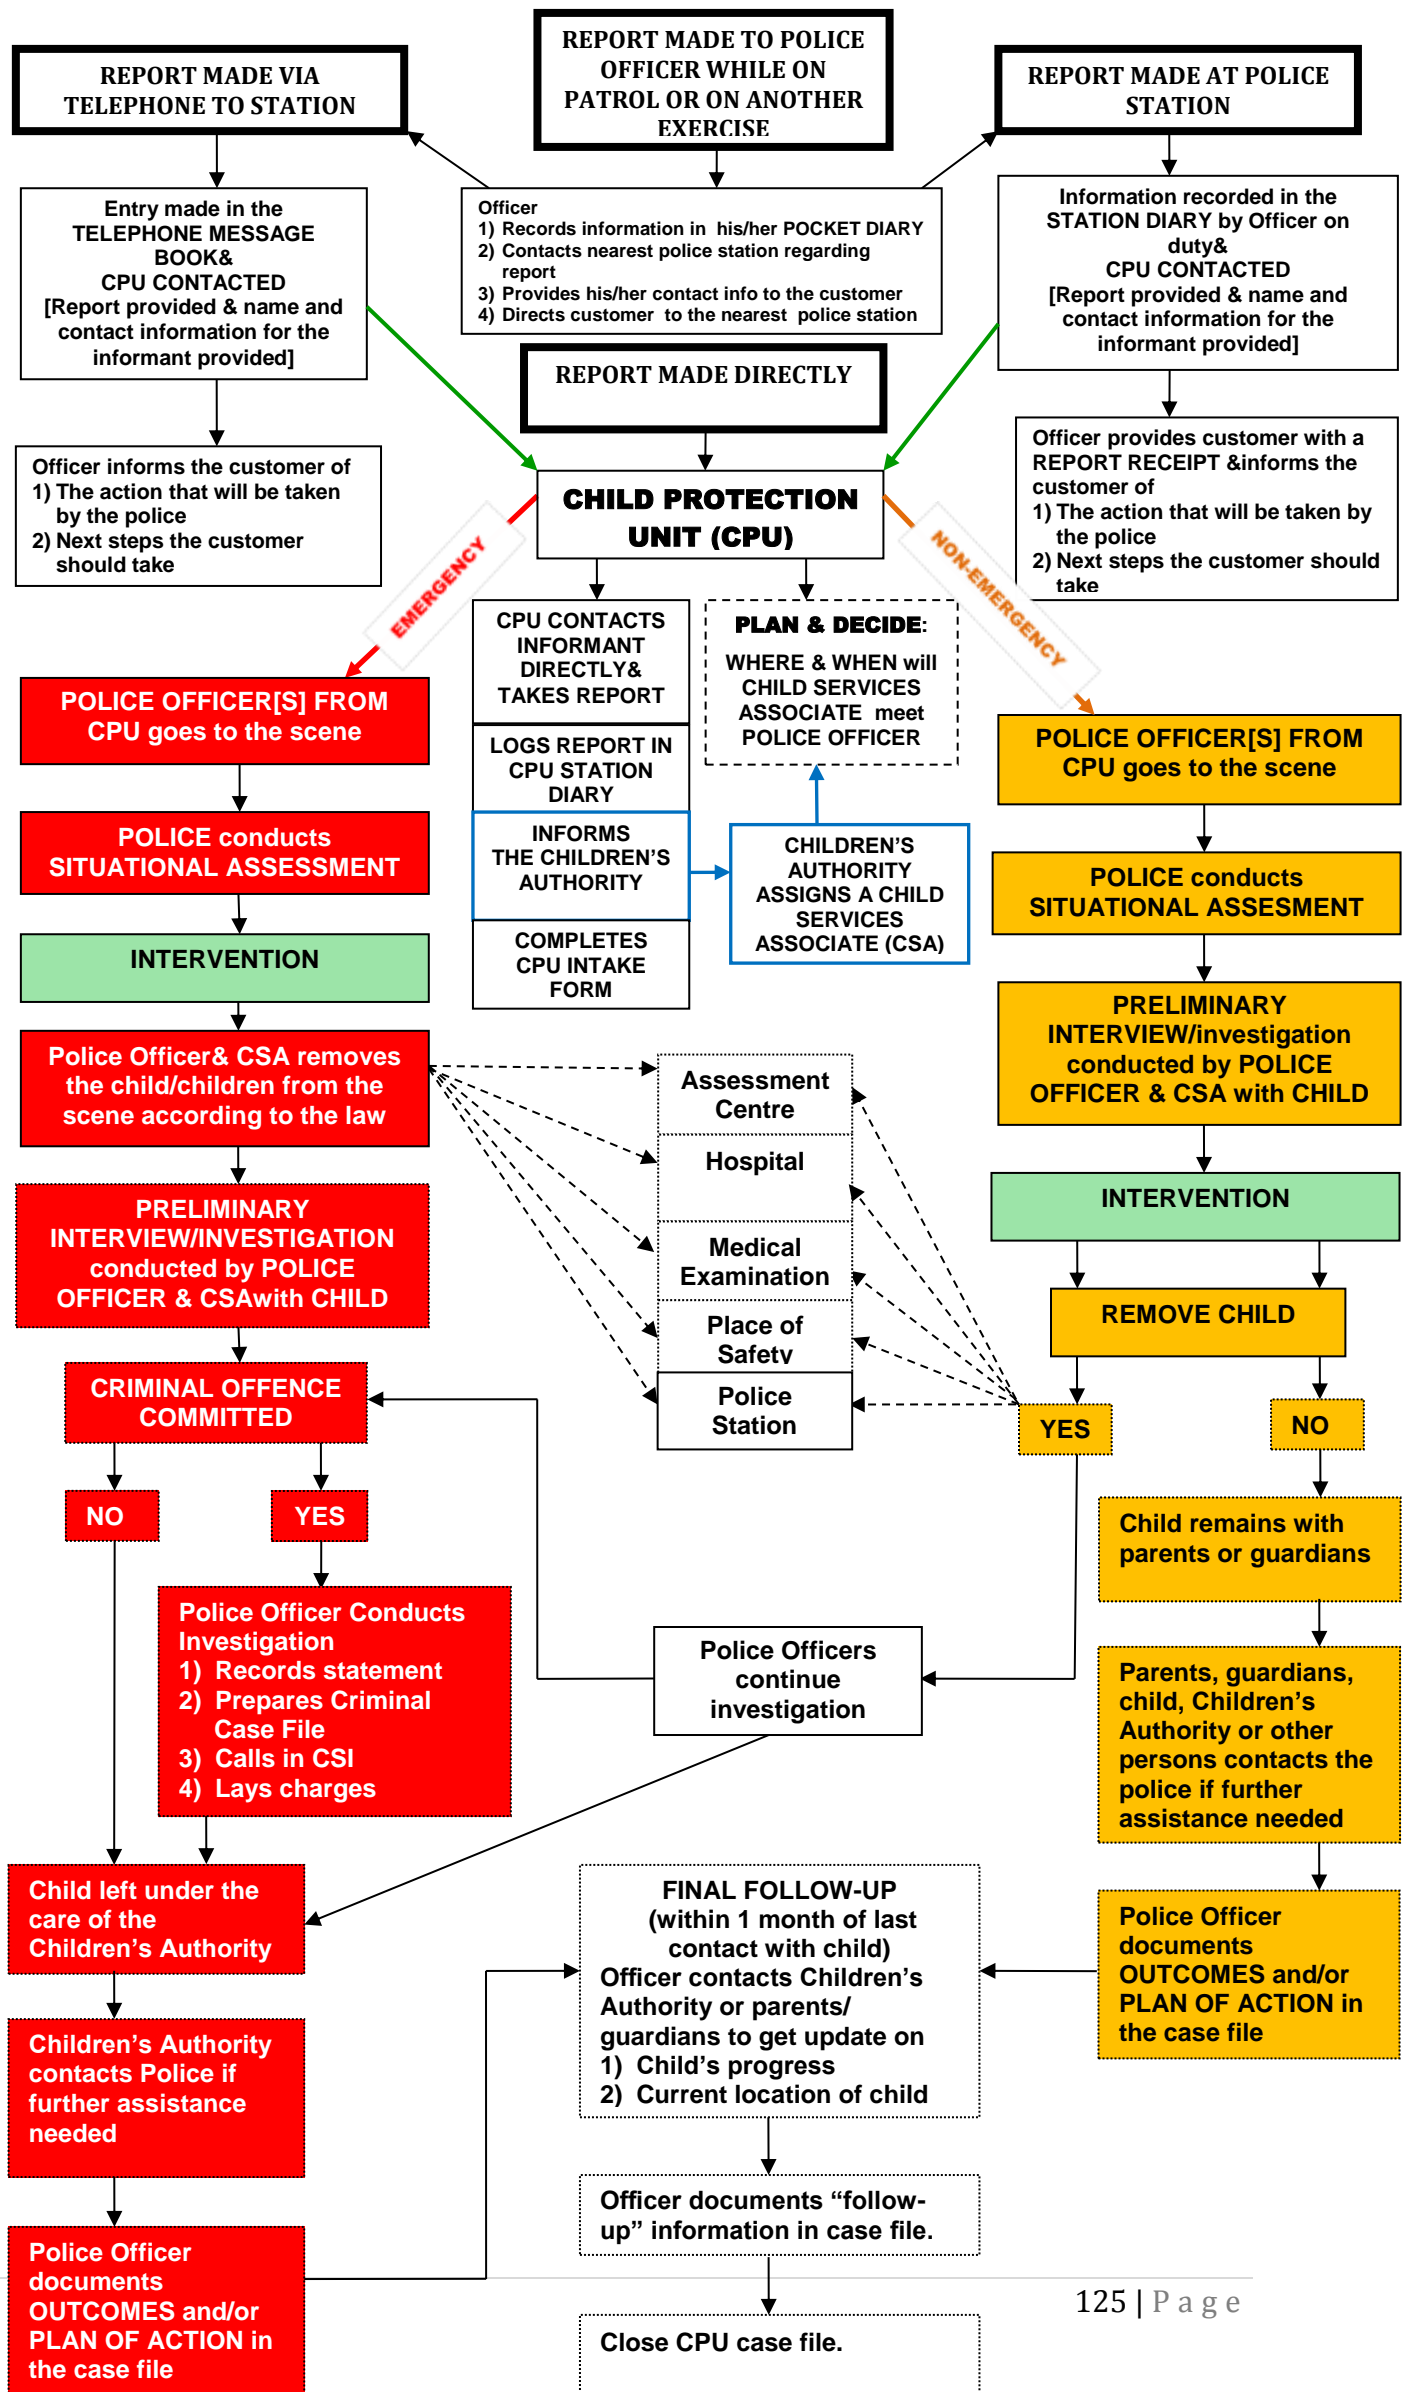 REPORT MADE VIA
TELEPHONE TO STATION
REPORT MADE TO POLICE
OFFICER WHILE ON
PATROL OR ON ANOTHER
EXERCISE
REPORT MADE AT POLICE
STATION
Entry made in the
TELEPHONE MESSAGE
BOOK&
CPU CONTACTED
[Report provided & name and
contact information for the
informant provided]
Officer
1) Records information in his/her POCKET DIARY
2) Contacts nearest police station regarding
report
3) Provides his/her contact info to the customer
4) Directs customer to the nearest police station
Information recorded in the
STATION DIARY by Officer on
duty&
CPU CONTACTED
[Report provided & name and
contact information for the
informant provided]
REPORT MADE DIRECTLY
Officer informs the customer of
1) The action that will be taken
by the police
2) Next steps the customer
should take
Officer provides customer with a
REPORT RECEIPT &informs the
customer of
1) The action that will be taken by
the police
2) Next steps the customer should
take
CHILD PROTECTION
UNIT (CPU)
EMERGENCY
NON-EMERGENCY
CPU CONTACTS
INFORMANT
DIRECTLY&
TAKES REPORT
LOGS REPORT IN
CPU STATION
DIARY
INFORMS
THE CHILDREN'S
AUTHORITY
COMPLETES
CPU INTAKE
FORM
PLAN & DECIDE:
WHERE & WHEN will
CHILD SERVICES
ASSOCIATE meet
POLICE OFFICER
CHILDREN'S
AUTHORITY
ASSIGNS A CHILD
SERVICES
ASSOCIATE (CSA)
POLICE OFFICER[S] FROM
CPU goes to the scene
POLICE conducts
SITUATIONAL ASSESSMENT
INTERVENTION
Police Officer& CSA removes
the child/children from the
scene according to the law
PRELIMINARY
INTERVIEW/INVESTIGATION
conducted by POLICE
OFFICER & CSAwith CHILD
CRIMINAL OFFENCE
COMMITTED
NO
YES
Police Officer Conducts
Investigation
1) Records statement
2) Prepares Criminal
Case File
3) Calls in CSI
4) Lays charges
Child left under the
care of the
Children's Authority
Children's Authority
contacts Police if
further assistance
needed
Police Officer
documents
OUTCOMES and/or
PLAN OF ACTION in
the case file
Assessment
Centre
Hospital
Medical
Examination
Place of
Safety
Police
Station
Police Officers
continue
investigation
POLICE OFFICER[S] FROM
CPU goes to the scene
POLICE conducts
SITUATIONAL ASSESMENT
PRELIMINARY
INTERVIEW/investigation
conducted by POLICE
OFFICER & CSA with CHILD
INTERVENTION
REMOVE CHILD
YES
NO
Child remains with
parents or guardians
Parents, guardians,
child, Children's
Authority or other
persons contacts the
police if further
assistance needed
Police Officer
documents
OUTCOMES and/or
PLAN OF ACTION in
the case file
FINAL FOLLOW-UP
(within 1 month of last
contact with child)
Officer contacts Children's
Authority or parents/
guardians to get update on
1) Child's progress
2) Current location of child
Officer documents “follow-
up” information in case file.
Close CPU case file.
125 | Page